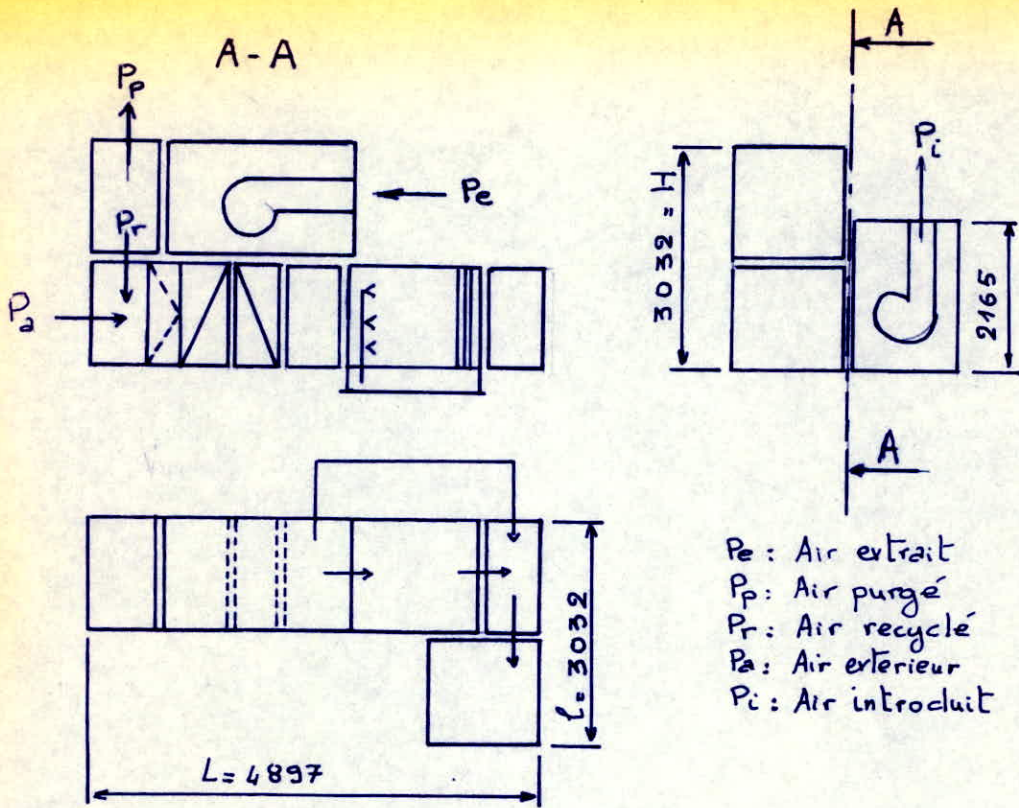 A-A
Pp
Pr
Pe
Pa
A
Pi
3032 = H
2165
A
l = 3032
L = 4897
Pe : Air extrait
Pp : Air purgé
Pr : Air recyclé
Pa : Air exterieur
Pi : Air introduit